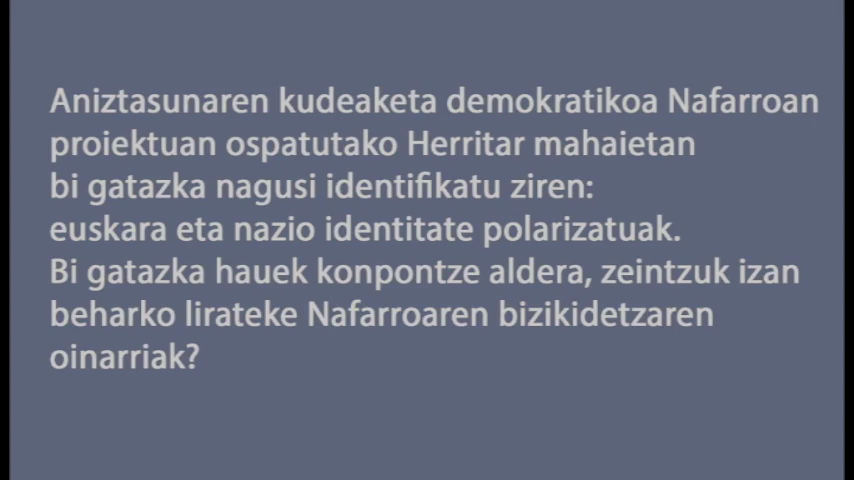 Aniztasunaren kudeaketa demokratikoa Nafarroan
proiektuan ospatutako Herritar mahaietan
bi gatazka nagusi identifikatu ziren:
euskara eta nazio identitate polarizatuak.
Bi gatazka hauek konpontze aldera, zeintzuk izan
beharko lirateke Nafarroaren bizikidetzaren
oinarriak?